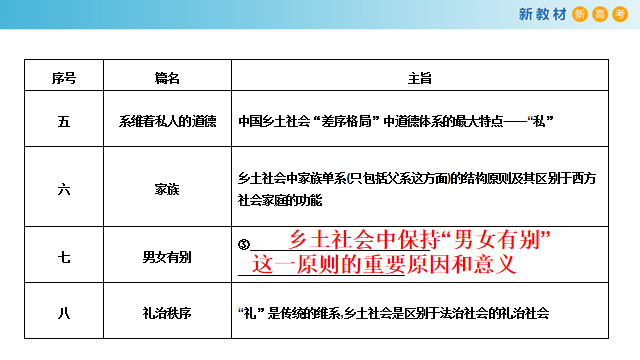 新教材 新 高 考
序号 篇名 主旨
五 系维着私人的道德 中国乡土社会“差序格局”中道德体系的最大特点——“私”
六 家族 乡土社会中家族单系(只包括父系这方面)的结构原则及其区别于西方
社会家庭的功能
七 男女有别 ③ 乡土社会中保持“男女有别”
这一原则的重要原因和意义
八 礼治秩序 “礼”是传统的维系,乡土社会是区别于法治社会的礼治社会